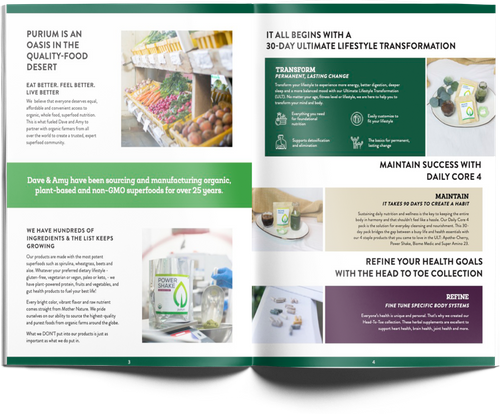 PURIUM IS AN
OASIS IN THE
QUALITY-FOOD
DESERT
EAT BETTER, FEEL BETTER,
LIVE BETTER
We believe that everyone deserves equal,
affordable and convenient access to
organic, whole food, superfood nutrition.
This is what fueled Dave and Amy to
partner with organic farmers from all
over the world to create a trusted, expert
superfood community.
Dave & Amy have been sourcing and manufacturing organic,
plant-based and non-GMO superfoods for over 25 years.
WE HAVE HUNDREDS OF
INGREDIENTS & THE LIST KEEPS
GROWING
Our products are made with the most potent
superfoods such as spirulina, wheatgrass, beets and
aloe. Whatever your preferred dietary lifestyle -
gluten-free, vegetarian or vegan, paleo or keto, - we
have plant-powered protein, fruits and vegetables, and
gut health products to fuel your best life!
Every bright color, vibrant flavor and raw nutrient
comes straight from Mother Nature. We pride
ourselves on our ability to source the highest-quality
and purest foods from organic farms around the globe.
What we DON'T put into our products is just as
important as what we do put in.
POWER
SHAKE
3
IT ALL BEGINS WITH A
30-DAY ULTIMATE LIFESTYLE TRANSFORMATION
TRANSFORM
PERMANENT, LASTING CHANGE
Transform your lifestyle to experience more energy, better digestion, deeper
sleep and a more balanced mood with our Ultimate Lifestyle Transformation
(ULT). No matter your age, fitness level or lifestyle, we are here to help you to
transform your mind and body.
Everything you need
for foundational
nutrition
Easily customize to
fit your lifestyle
Supports detoxification
and elimination
The basics for permanent,
lasting change
MAINTAIN SUCCESS WITH
DAILY CORE 4
MAINTAIN
IT TAKES 90 DAYS TO CREATE A HABIT
Sustaining daily nutrition and wellness is the key to keeping the entire
body in harmony and that shouldn't feel like a hassle. Our Daily Core 4
pack is the solution for everyday cleansing and nourishment. This 30-
day pack bridges the gap between a busy life and health essentials with
our 4 simple products that you came to love in the ULT: Apothe-Cherry,
Power Shake, Biome Medic and Super Amino 23.
REFINE YOUR HEALTH GOALS
WITH THE HEAD TO TOE COLLECTION
REFINE
FINE TUNE SPECIFIC BODY SYSTEMS
Everyone's health is unique and personal. That's why we created our
Head-To-Toe collection. These herbal supplements are excellent to
support heart health, brain health, joint health and more.
4